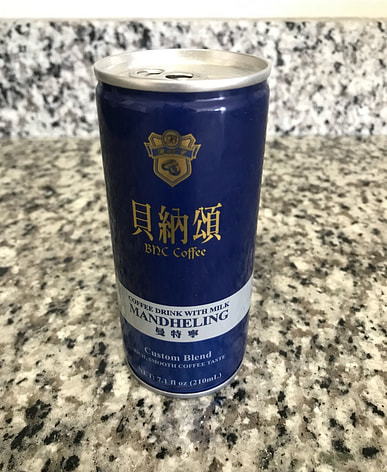 貝納頌
BNC Coffee
COFFEE DRINK WITH MILK
MANDHELING
曼特寧
Custom Blend
SMOOTH COFFEE TASTE
NET. 7.1 fl oz (210mL)